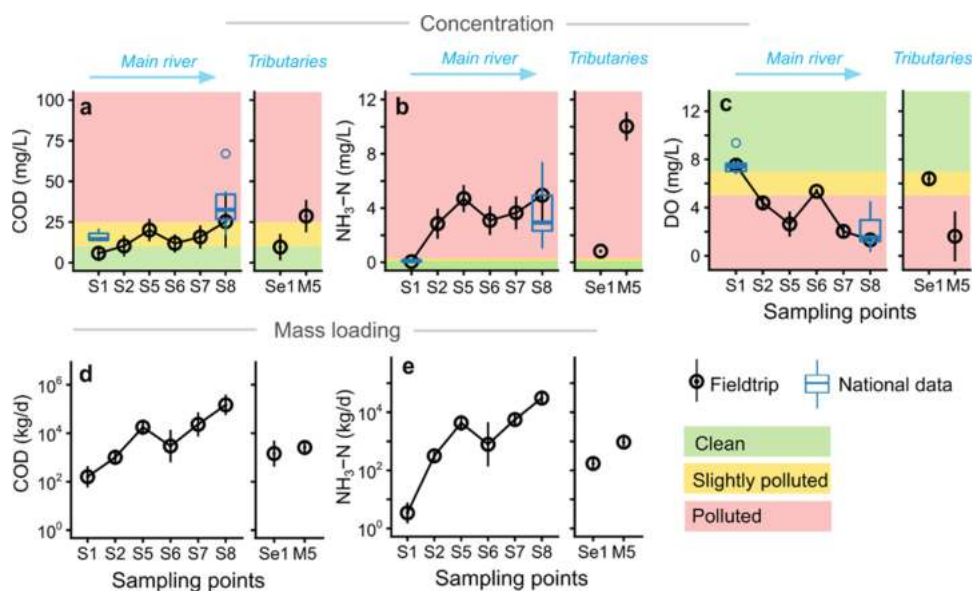 Concentration
Main river Tributaries Main river Tributaries Main river Tributaries
a
COD (mg/L)
100
75
50
25
0
S1 S2 S5 S6 S7 S8 Se1 M5
b
NH3−N (mg/L)
12
8
4
0
S1 S2 S5 S6 S7 S8 Se1 M5
c
DO (mg/L)
12
8
4
0
S1 S2 S5 S6 S7 S8 Se1 M5
Sampling points
Mass loading
d
COD (kg/d)
10^6
10^4
10^2
10^0
S1 S2 S5 S6 S7 S8 Se1 M5
Sampling points
e
NH3−N (kg/d)
10^4
10^2
10^0
S1 S2 S5 S6 S7 S8 Se1 M5
Sampling points
Fieldtrip National data
Clean
Slightly polluted
Polluted